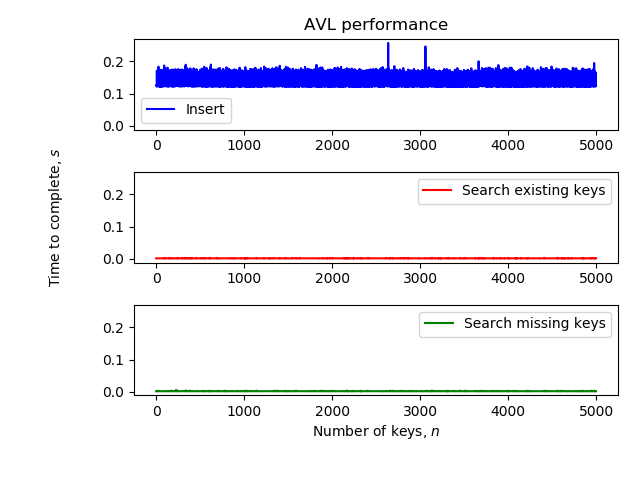 AVL performance
0.2
0.1
0.0
Insert
0 1000 2000 3000 4000 5000
Time to complete, s
0.2
0.1
0.0
Search existing keys
0 1000 2000 3000 4000 5000
0.2
0.1
0.0
Search missing keys
0 1000 2000 3000 4000 5000
Number of keys, n